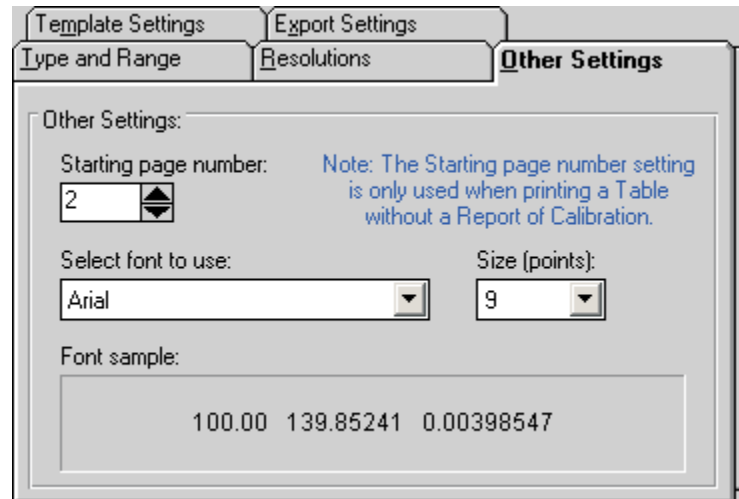 Template Settings Export Settings
Type and Range Resolutions Other Settings
Other Settings:
Starting page number:
2
Note: The Starting page number setting
is only used when printing a Table
without a Report of Calibration.
Select font to use: Size (points):
Arial 9
Font sample:
100.00 139.85241 0.00398547